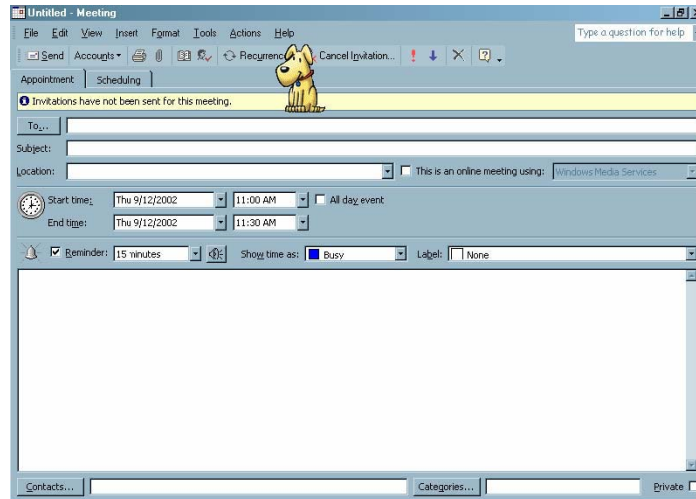 Untitled - Meeting
File Edit View Insert Format Tools Actions Help Type a question for help
Send Accounts Recurrenc Cancel Invitation...
Appointment Scheduling
Invitations have not been sent for this meeting.
To...
Subject:
Location: This is an online meeting using: Windows Media Services
Start time: Thu 9/12/2002 11:00 AM All day event
End time: Thu 9/12/2002 11:30 AM
Reminder: 15 minutes Show time as: Busy Label: None
Contacts... Categories... Private